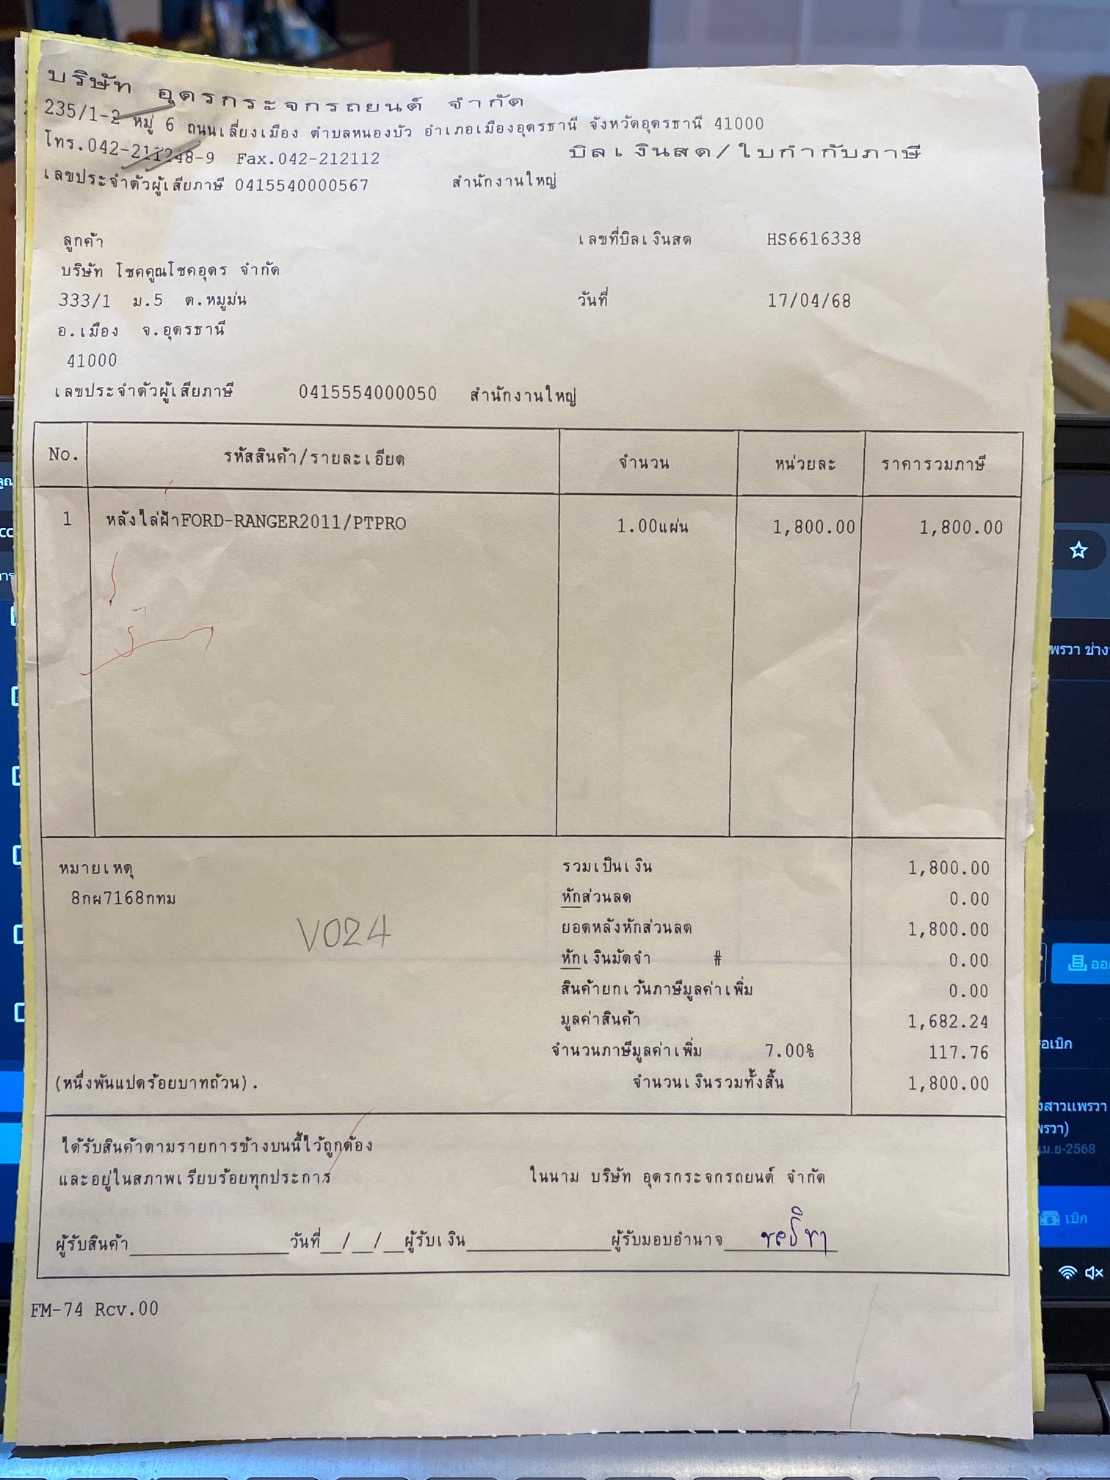 บริษัท อุดรกระจกรถยนต์ จำกัด
235/1-2 หมู่ 6 ถนนเลี่ยงเมือง ตำบลหนองบัว อำเภอเมืองอุดรธานี จังหวัดอุดรธานี 41000
โทร.042-211248-9 Fax.042-212112
บิลเงินสด/ใบกำกับภาษี
เลขประจำตัวผู้เสียภาษี 0415540000567 สำนักงานใหญ่
ลูกค้า เลขที่บิลเงินสด HS6616338
บริษัท โชคคูณโชคอุดร จำกัด
333/1 ม.5 ต.หมูม่น วันที่ 17/04/68
อ.เมือง จ.อุดรธานี
41000
เลขประจำตัวผู้เสียภาษี 0415554000050 สำนักงานใหญ่
No. รหัสสินค้า/รายละเอียด จำนวน หน่วยละ ราคารวมภาษี
1 หลังใล่ฝ้าFORD-RANGER2011/PTPRO 1.00แผ่น 1,800.00 1,800.00
หมายเหตุ รวมเป็นเงิน 1,800.00
8กผ7168กทม หักส่วนลด 0.00
V024 ยอดหลังหักส่วนลด 1,800.00
หักเงินมัดจำ # 0.00
สินค้ายกเว้นภาษีมูลค่าเพิ่ม 0.00
มูลค่าสินค้า 1,682.24
จำนวนภาษีมูลค่าเพิ่ม 7.00% 117.76
(หนึ่งพันแปดร้อยบาทถ้วน). จำนวนเงินรวมทั้งสิ้น 1,800.00
ได้รับสินค้าตามรายการข้างบนนี้ไว้ถูกต้อง
และอยู่ในสภาพเรียบร้อยทุกประการ ในนาม บริษัท อุดรกระจกรถยนต์ จำกัด
ผู้รับสินค้า วันที่__/__/__ผู้รับเงิน ผู้รับมอบอำนาจ
FM-74 Rcv.00
เบิก
เม.ย-2568
เบิก